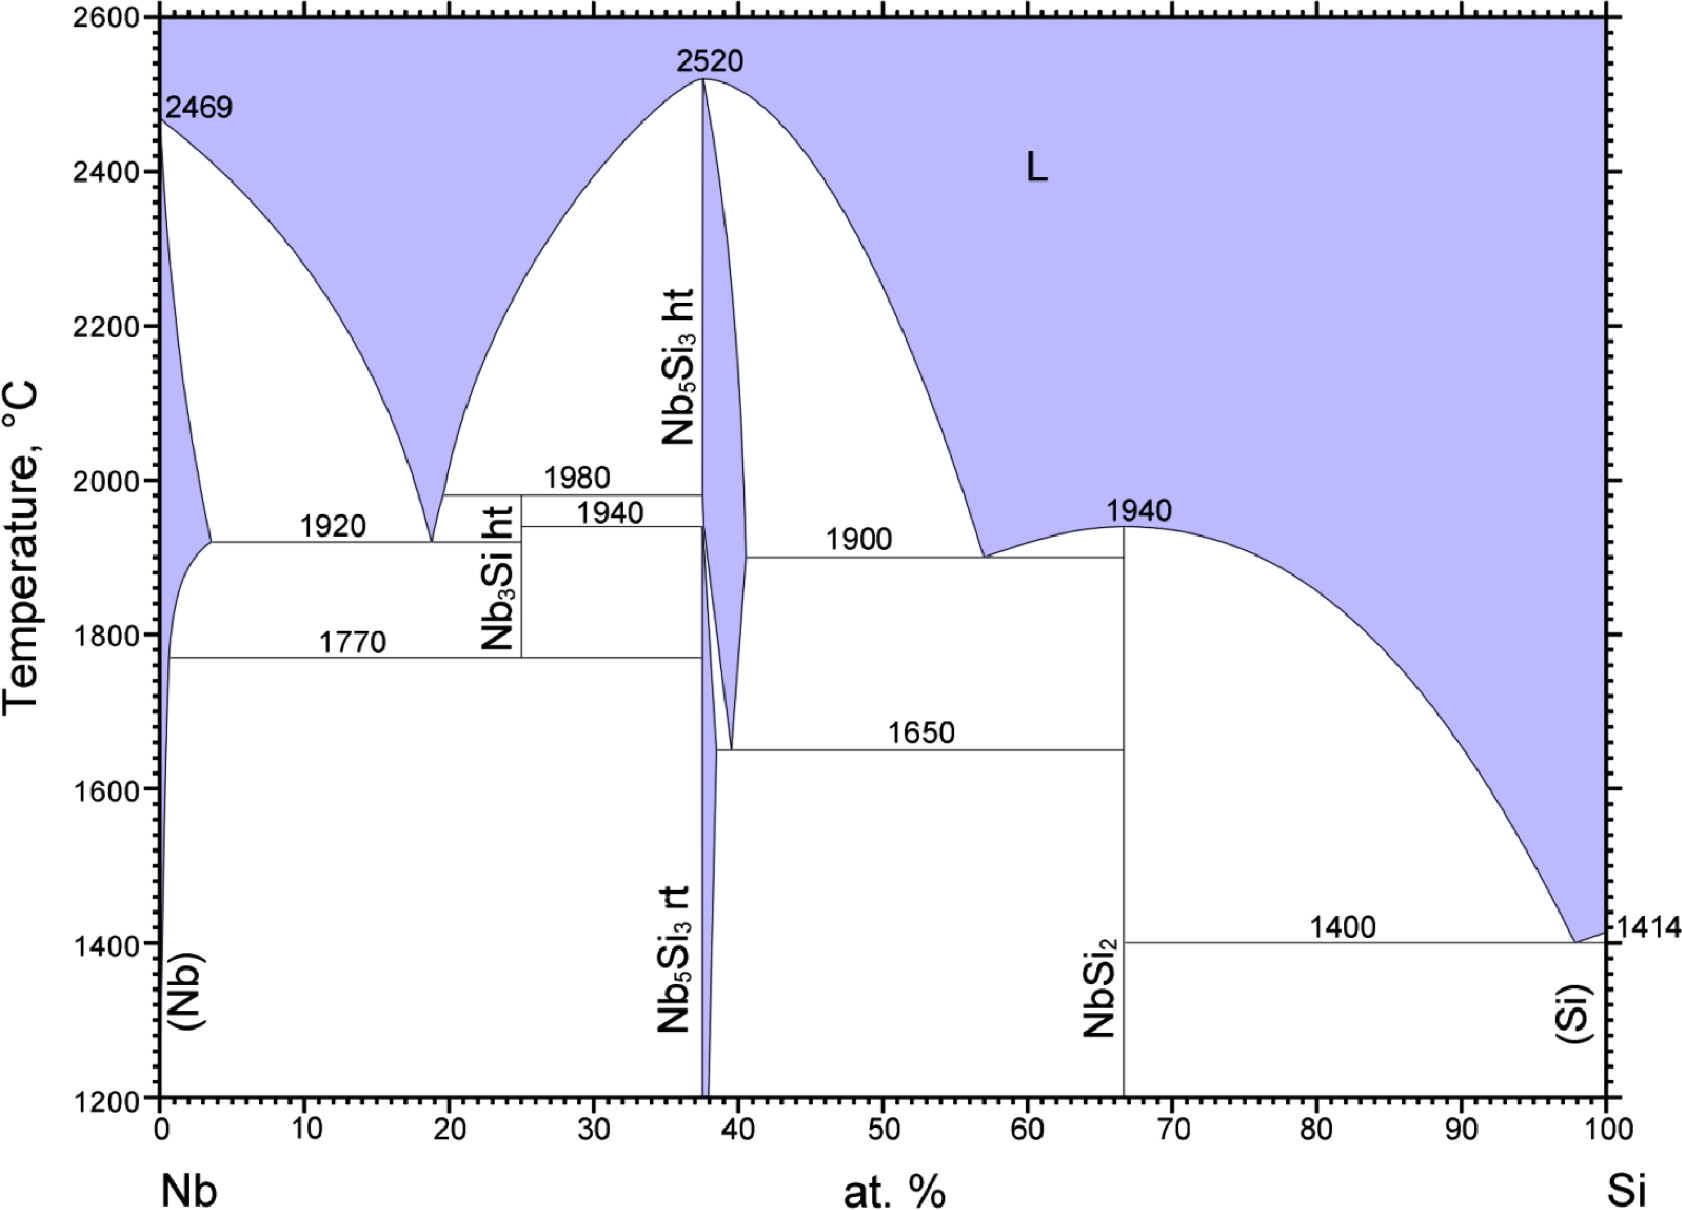 2600
2520
2469
L
2400
2200
Nb₅Si₃ ht
Temperature, °C
2000
1980
1940
1940
1920
1900
Nb₃Si ht
1800
1770
1650
1600
Nb₅Si₃ rt
1400
1400
1414
(Nb)
NbSi₂
(Si)
1200
0 10 20 30 40 50 60 70 80 90 100
Nb at. % Si